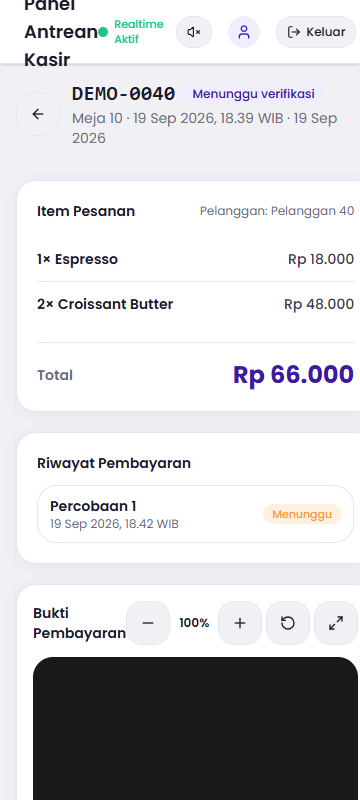 Panel
Antrean
Kasir
Realtime
Aktif
Keluar
DEMO-0040 Menunggu verifikasi
Meja 10 · 19 Sep 2026, 18.39 WIB · 19 Sep
2026
Item Pesanan Pelanggan: Pelanggan 40
1× Espresso Rp 18.000
2× Croissant Butter Rp 48.000
Total Rp 66.000
Riwayat Pembayaran
Percobaan 1 Menunggu
19 Sep 2026, 18.42 WIB
Bukti
Pembayaran
100%